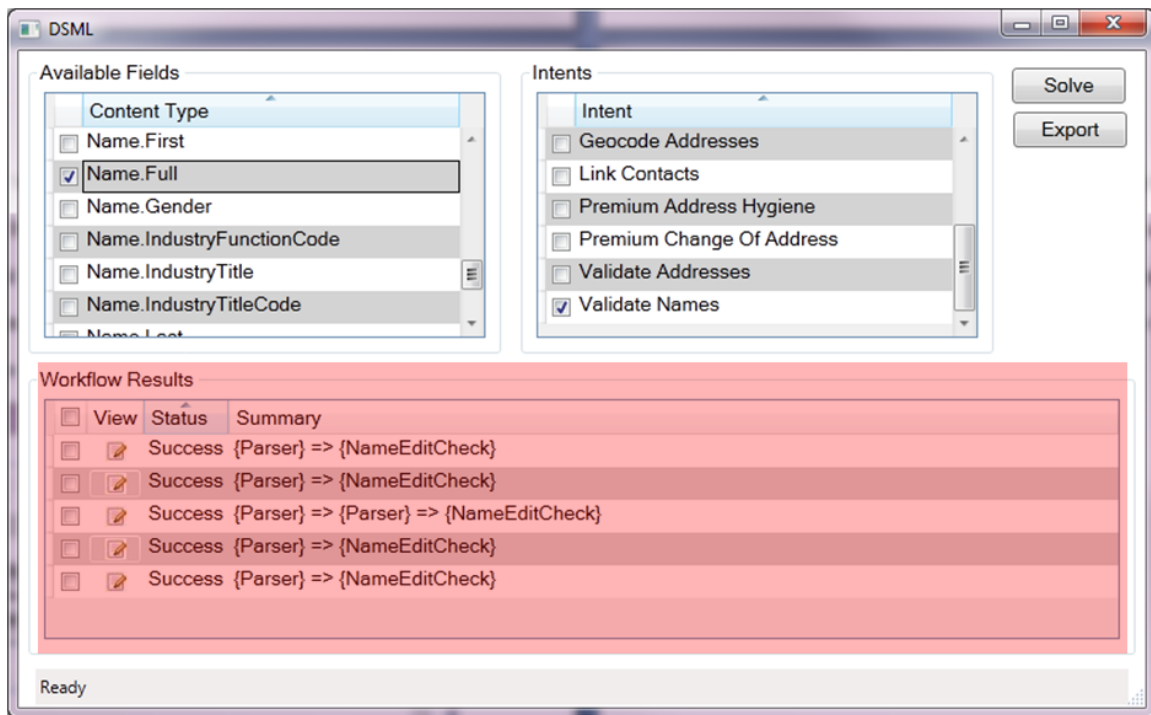 DSML
Available Fields
Content Type
Name.First
Name.Full
Name.Gender
Name.IndustryFunctionCode
Name.IndustryTitle
Name.IndustryTitleCode
Name.Last
Intents
Intent
Geocode Addresses
Link Contacts
Premium Address Hygiene
Premium Change Of Address
Validate Addresses
Validate Names
Solve
Export
Workflow Results
View Status Summary
Success {Parser} => {NameEditCheck}
Success {Parser} => {NameEditCheck}
Success {Parser} => {Parser} => {NameEditCheck}
Success {Parser} => {NameEditCheck}
Success {Parser} => {NameEditCheck}
Ready